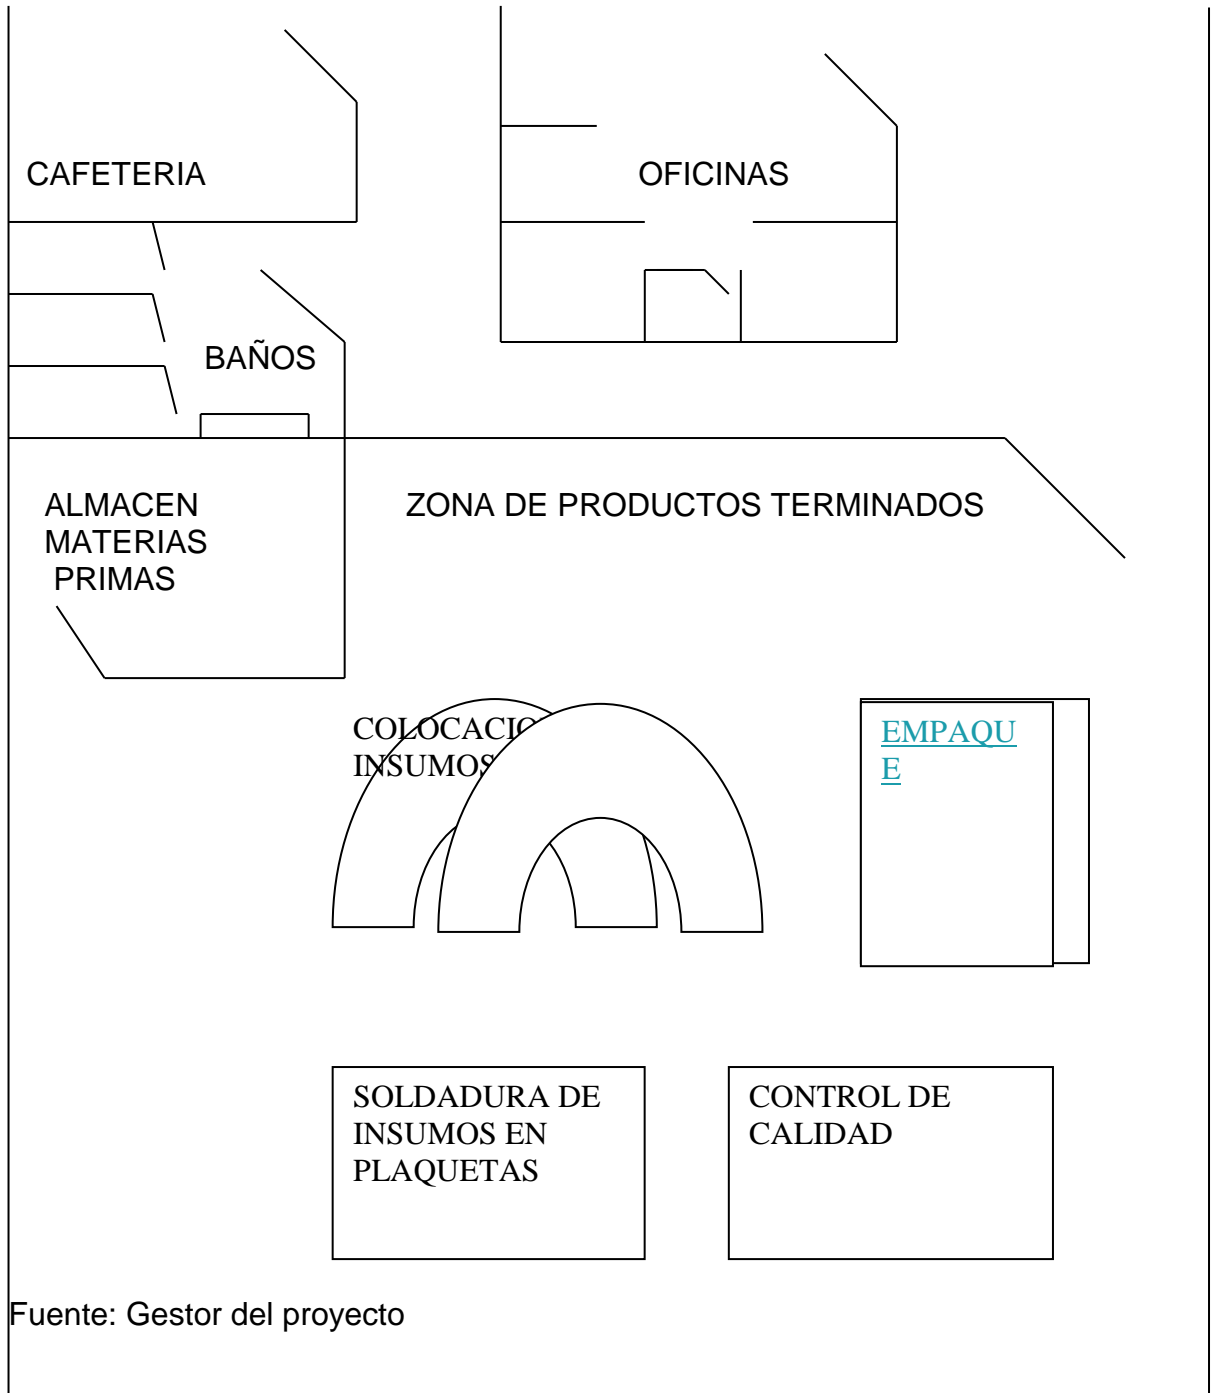 CAFETERIA
OFICINAS
BAÑOS
ALMACEN
MATERIAS
PRIMAS
ZONA DE PRODUCTOS TERMINADOS
INSUMOS
EMPAQU
E
SOLDADURA DE
INSUMOS EN
PLAQUETAS
CONTROL DE
CALIDAD
Fuente: Gestor del proyecto